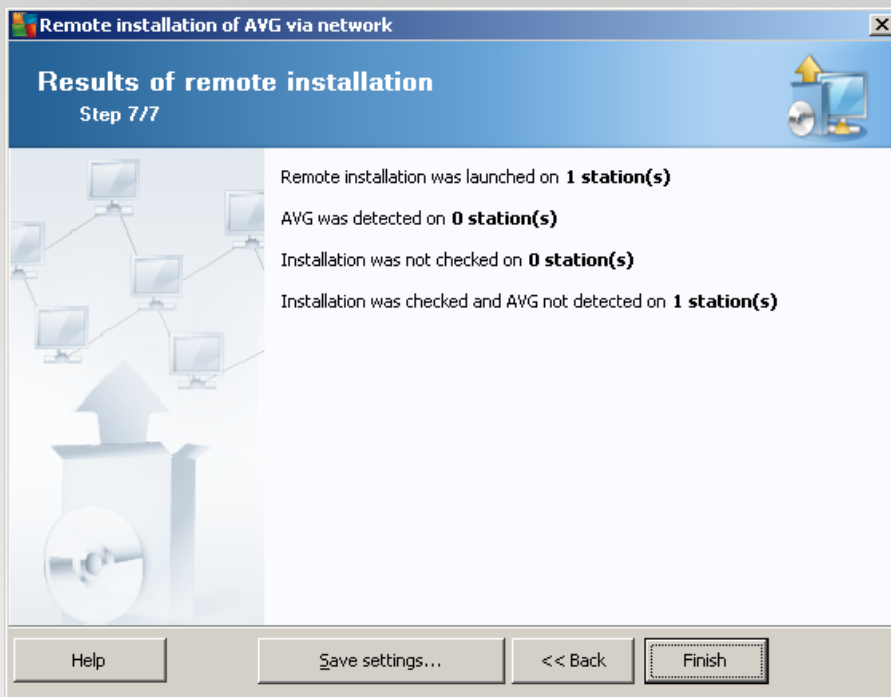 Remote installation of AVG via network
Results of remote installation
Step 7/7
Remote installation was launched on 1 station(s)
AVG was detected on 0 station(s)
Installation was not checked on 0 station(s)
Installation was checked and AVG not detected on 1 station(s)
Help
Save settings...
<< Back
Finish